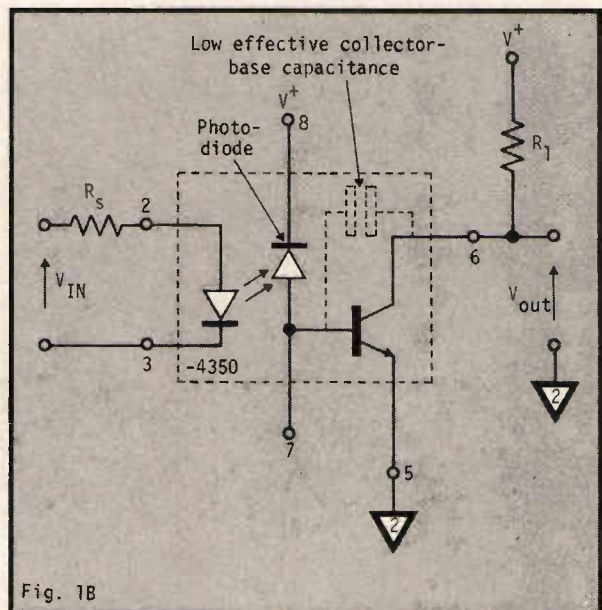 Low effective collector-
base capacitance
V+
V+
8
Photo-
diode
R1
Rs
2
6
VIN
Vout
3
-4350
2
7
5
2
Fig. 1B